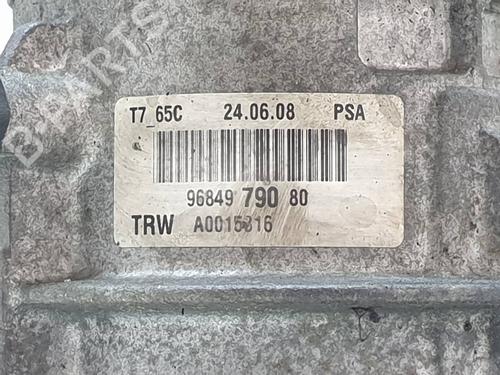 T7_65C 24.06.08 PSA
96849 790 80
TRW A0015316
B-PARTS